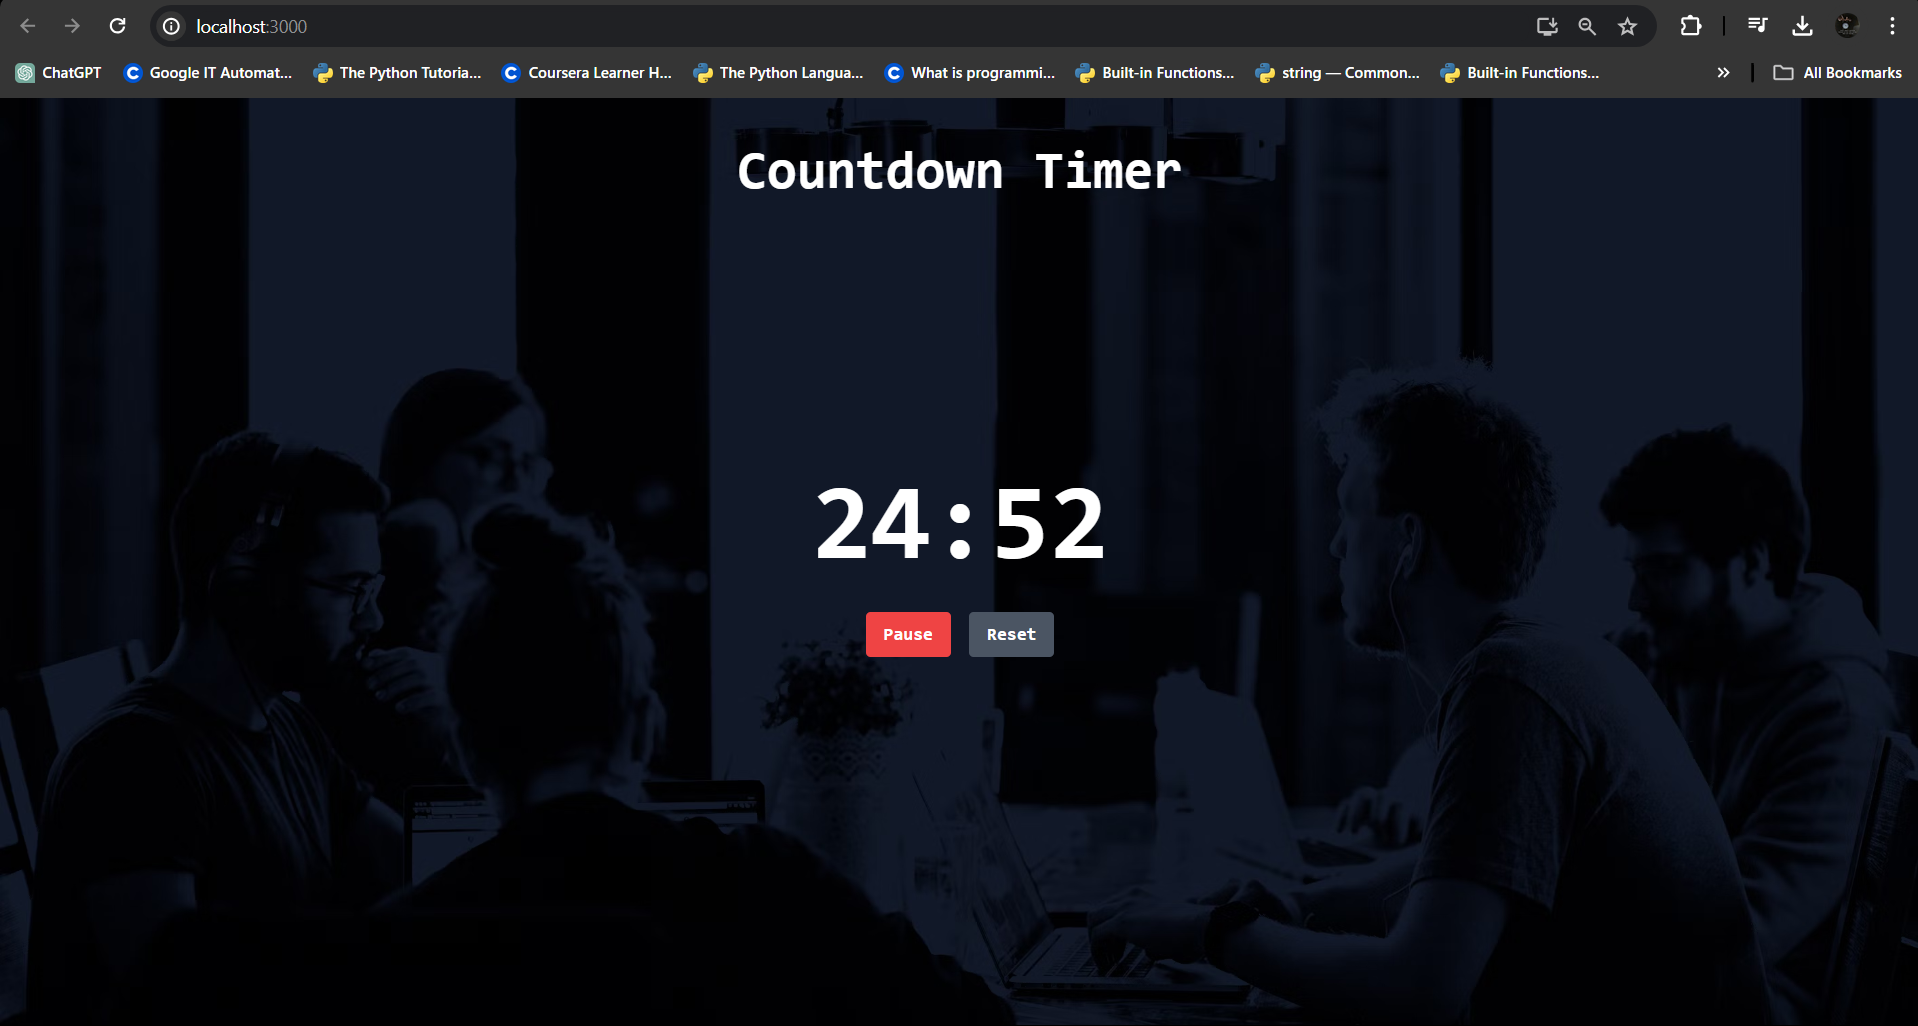 localhost:3000
ChatGPT Google IT Automat... The Python Tutoria... Coursera Learner H... The Python Langua... What is programmi... Built-in Functions... string — Common... Built-in Functions... All Bookmarks
Countdown Timer
24:52
Pause Reset